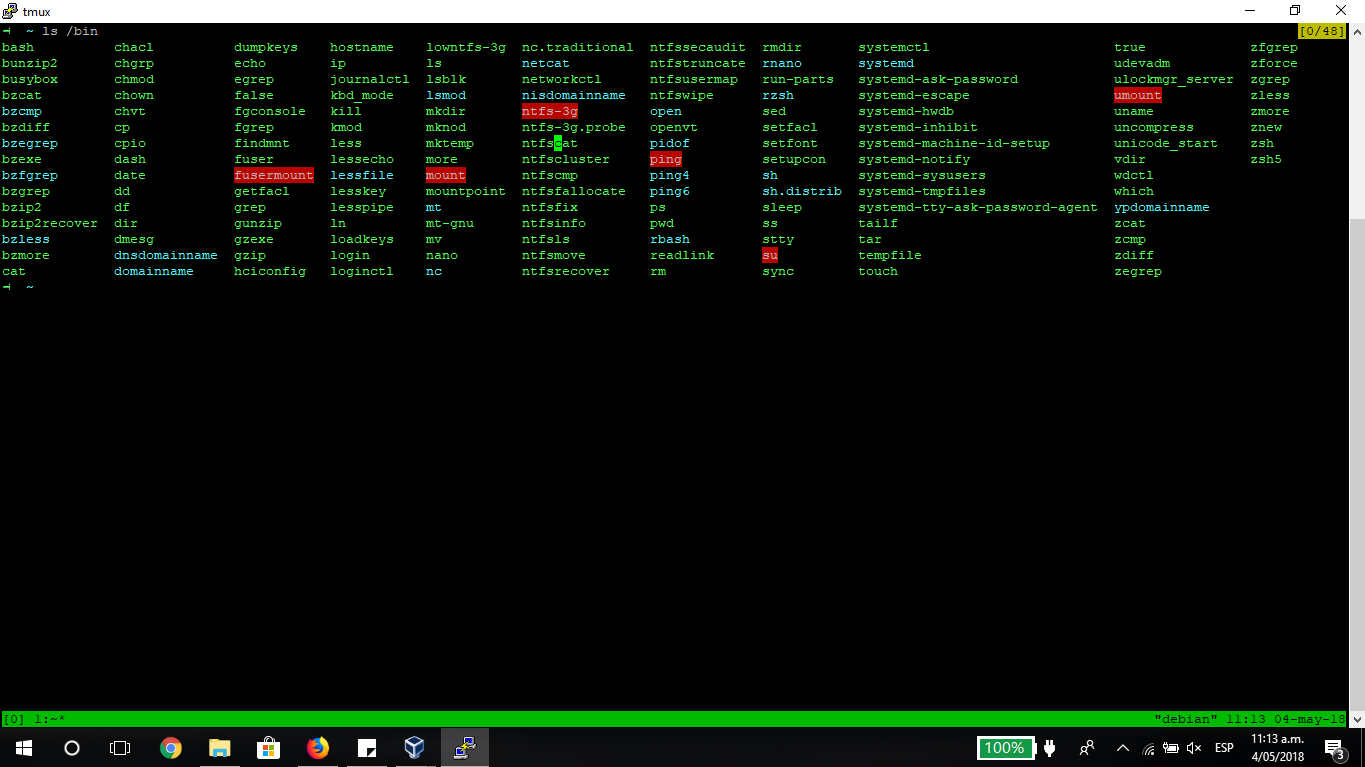 tmux
~ ls /bin [0/48]
bash chacl dumpkeys hostname lowntfs-3g nc.traditional ntfssecaudit rmdir systemctl true zfgrep
bunzip2 chgrp echo ip ls netcat ntfstruncate rnano systemd udevadm zforce
busybox chmod egrep journalctl lsblk networkctl ntfsusermap run-parts systemd-ask-password ulockmgr_server zgrep
bzcat chown false kbd_mode lsmod nisdomainname ntfswipe rzsh systemd-escape umount zless
bzcmp chvt fgconsole kill mkdir ntfs-3g open sed systemd-hwdb uname zmore
bzdiff cp fgrep kmod mknod ntfs-3g.probe openvt setfacl systemd-inhibit uncompress znew
bzegrep cpio findmnt less mktemp ntfscat pidof setfont systemd-machine-id-setup unicode_start zsh
bzexe dash fuser lessecho more ntfscluster ping setupcon systemd-notify vdir zsh5
bzfgrep date fusermount lessfile mount ntfscmp ping4 sh systemd-sysusers wdctl
bzgrep dd getfacl lesskey mountpoint ntfsfallocate ping6 sh.distrib systemd-tmpfiles which
bzip2 df grep lesspipe mt ntfsfix ps sleep systemd-tty-ask-password-agent ypdomainname
bzip2recover dir gunzip ln mt-gnu ntfsinfo pwd ss tailf zcat
bzless dmesg gzexe loadkeys mv ntfsls rbash stty tar zcmp
bzmore dnsdomainname gzip login nano ntfsmove readlink su tempfile zdiff
cat domainname hciconfig loginctl nc ntfsrecover rm sync touch zegrep
~
[0] 1:~* "debian" 11:13 04-may-18
100% ESP 11:13 a.m.
4/05/2018 3